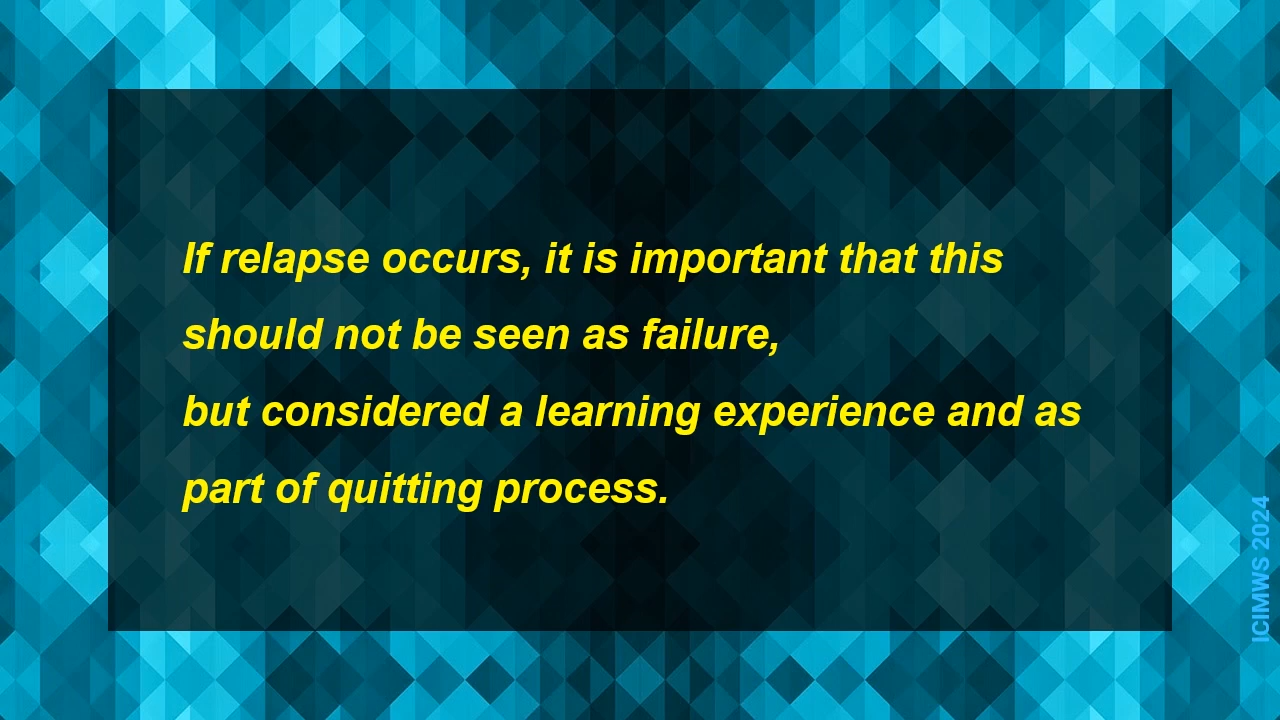 If relapse occurs, it is important that this
should not be seen as failure,
but considered a learning experience and as
part of quitting process.
ICIMWS 2024